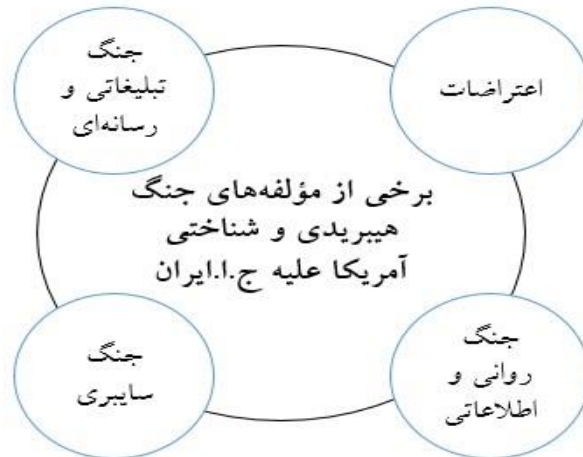 اعتراضات
جنگ
تبلیغاتی و
رسانه‌ای
برخی از مؤلفه‌های جنگ
هیبریدی و شناختی
آمریکا علیه ج.ا.ایران
جنگ
روانی و
اطلاعاتی
جنگ
سایبری